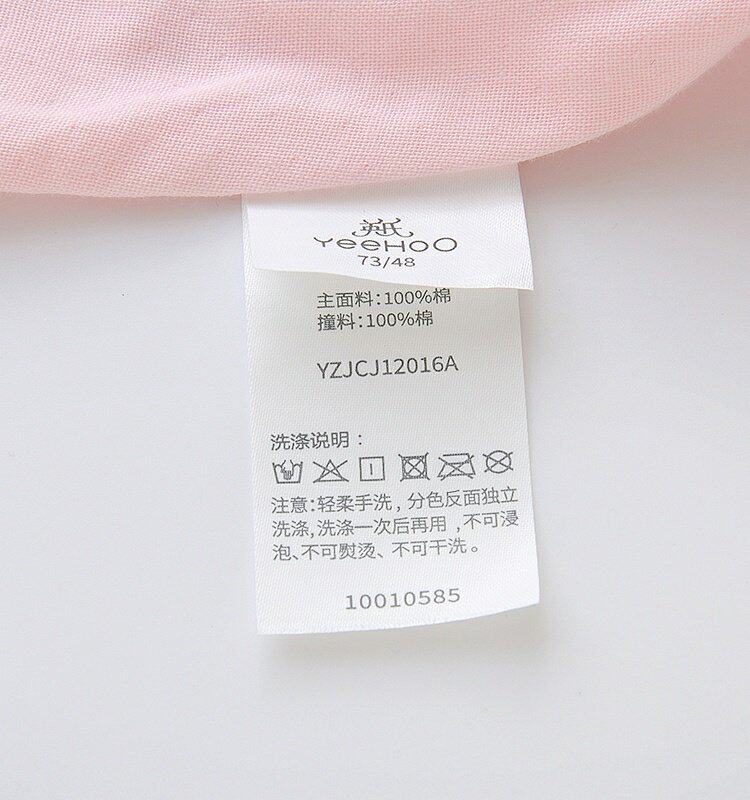 英氏
YeeHoO
73/48
主面料:100%棉
撞料:100%棉
YZJCJ12016A
洗涤说明：
注意:轻柔手洗，分色反面独立
洗涤,洗涤一次后再用，不可浸
泡、不可熨烫、不可干洗。
10010585